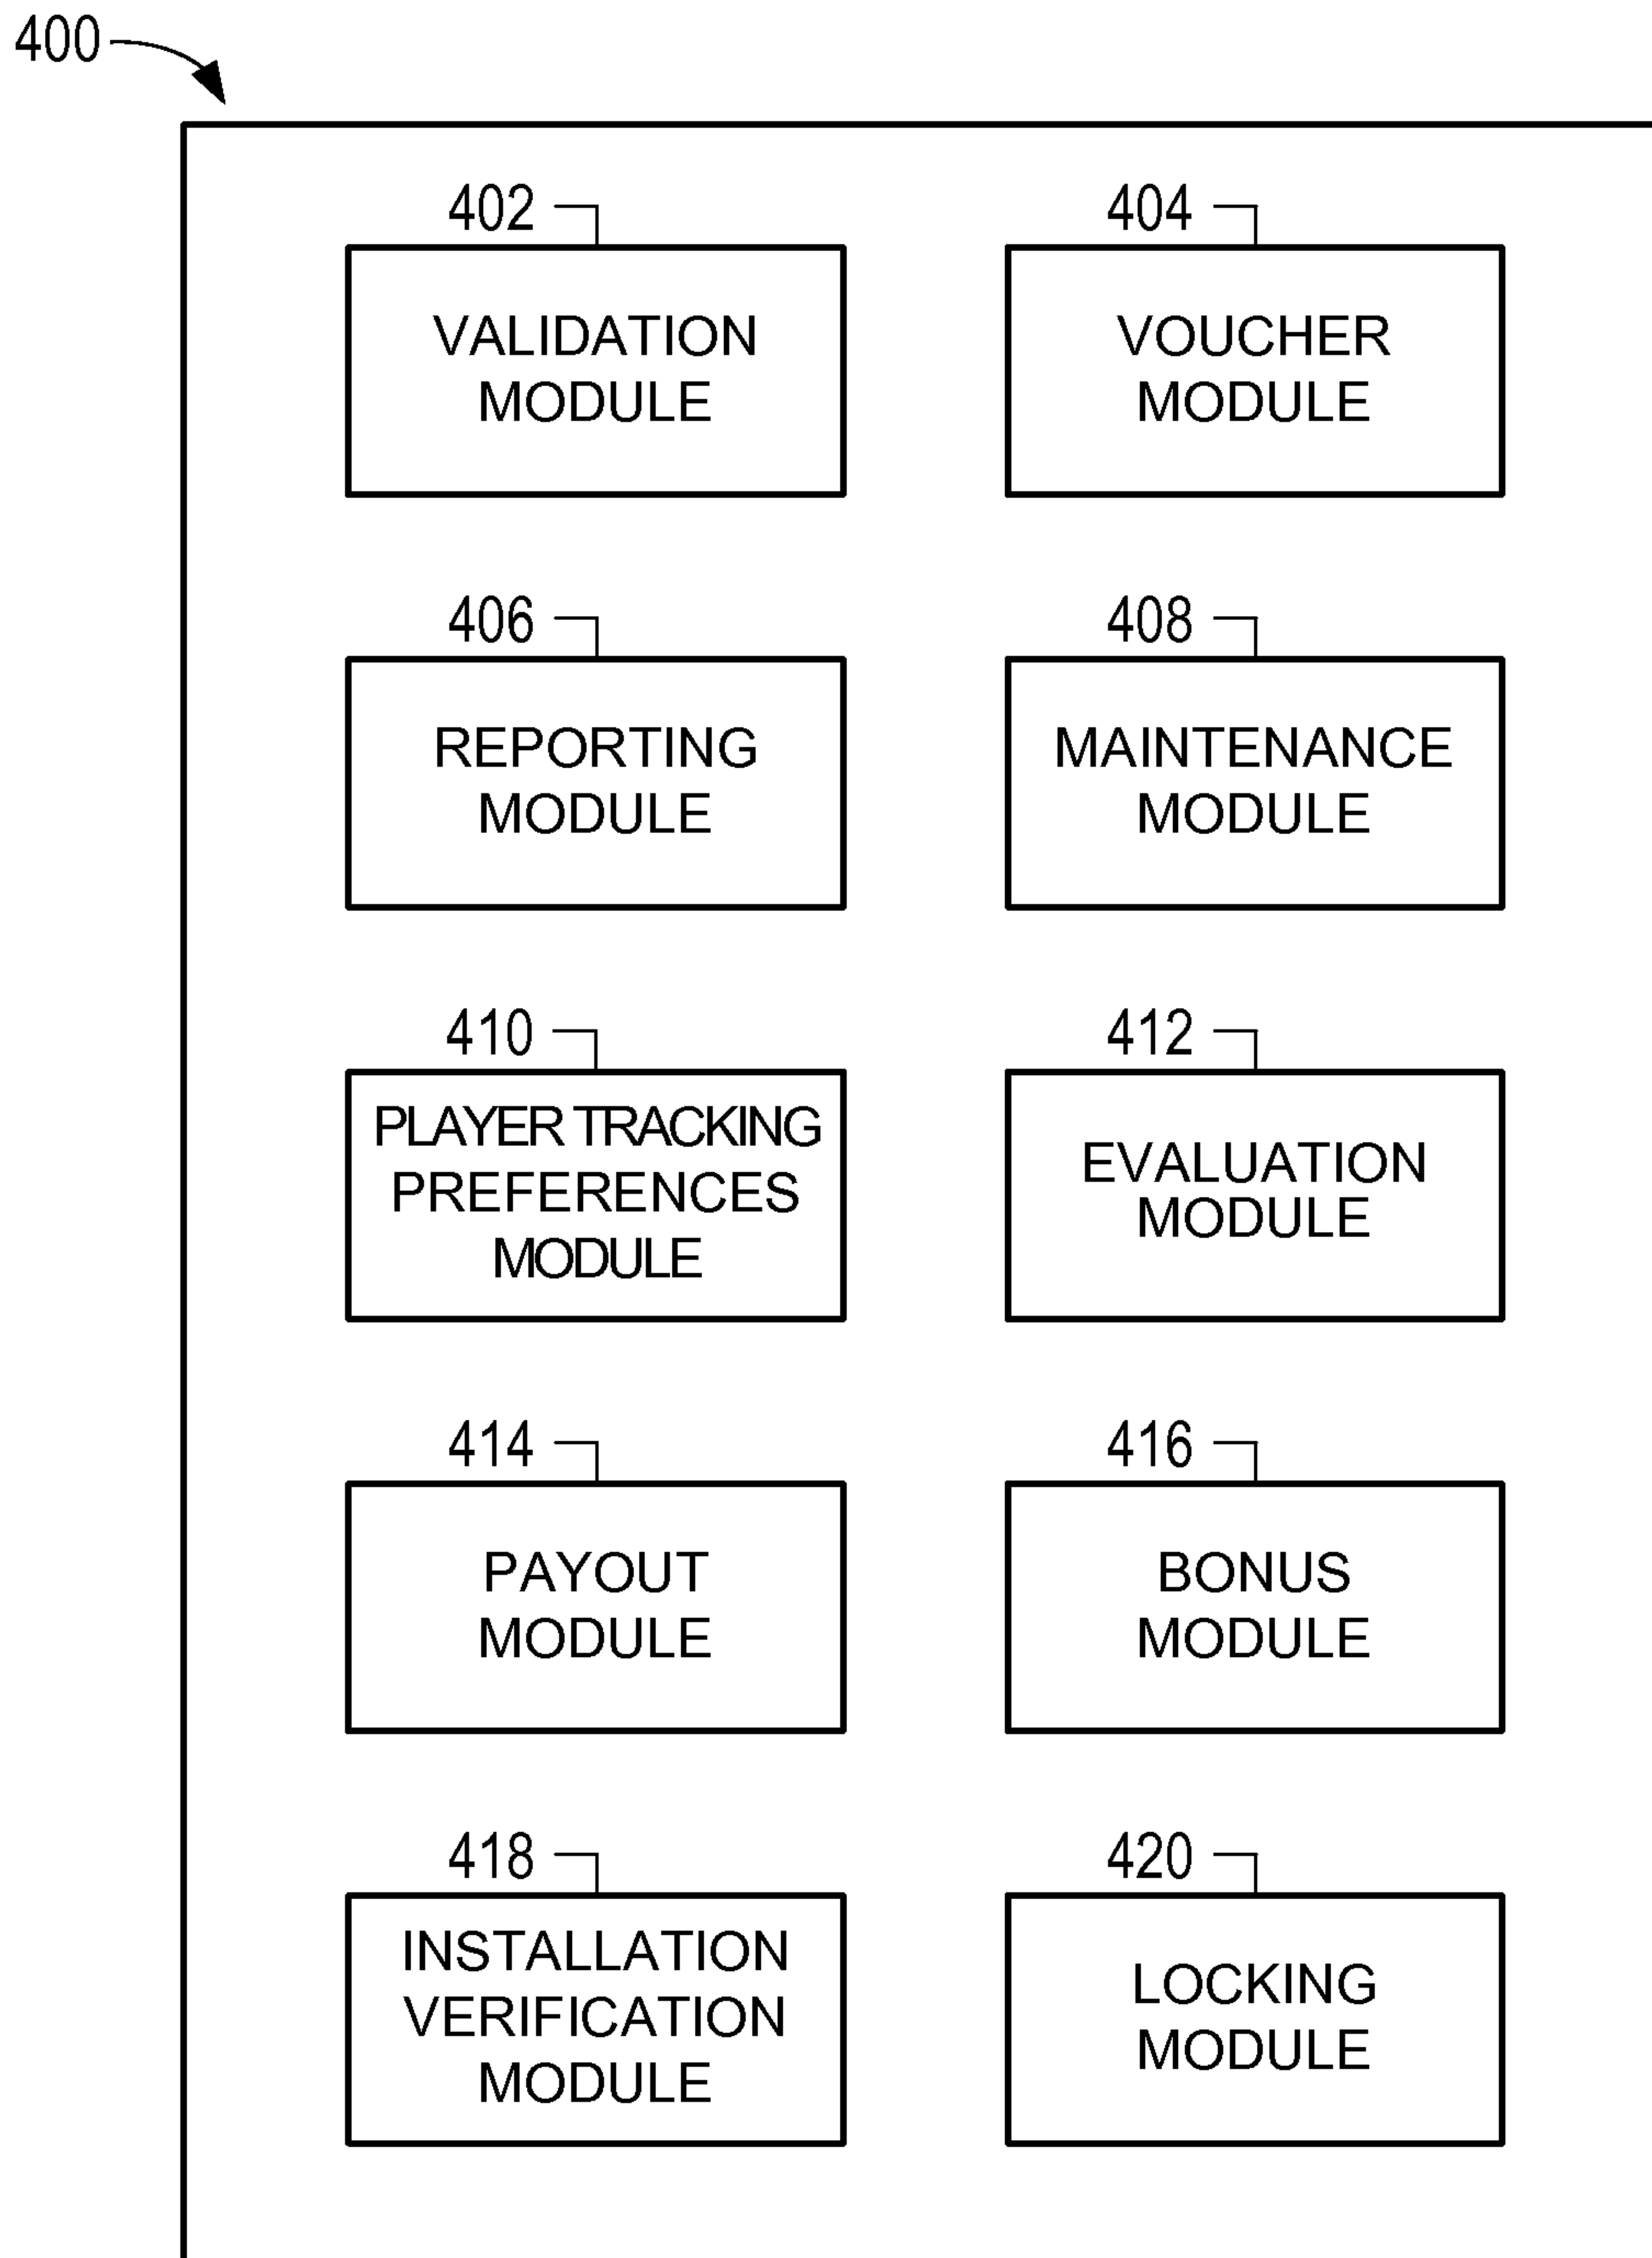 400
402
VALIDATION
MODULE
404
VOUCHER
MODULE
406
REPORTING
MODULE
408
MAINTENANCE
MODULE
410
PLAYER TRACKING
PREFERENCES
MODULE
412
EVALUATION
MODULE
414
PAYOUT
MODULE
416
BONUS
MODULE
418
INSTALLATION
VERIFICATION
MODULE
420
LOCKING
MODULE